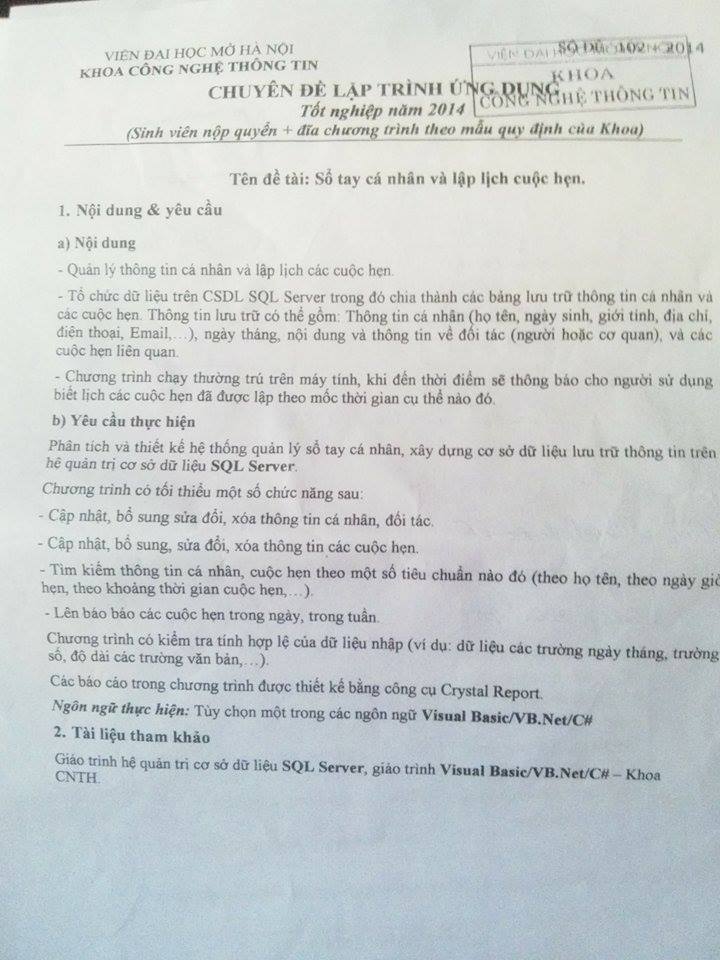 VIỆN ĐẠI HỌC MỞ HÀ NỘI
KHOA CÔNG NGHỆ THÔNG TIN
SỐ ĐỀ 102 - 2014
VIỆN ĐẠI HỌC MỞ HÀ NỘI
KHOA
CÔNG NGHỆ THÔNG TIN
CHUYÊN ĐỀ LẬP TRÌNH ỨNG DỤNG
Tốt nghiệp năm 2014
(Sinh viên nộp quyển + đĩa chương trình theo mẫu quy định của Khoa)
Tên đề tài: Sổ tay cá nhân và lập lịch cuộc hẹn.
1. Nội dung & yêu cầu
a) Nội dung
- Quản lý thông tin cá nhân và lập lịch các cuộc hẹn.
- Tổ chức dữ liệu trên CSDL SQL Server trong đó chia thành các bảng lưu trữ thông tin cá nhân và
các cuộc hẹn. Thông tin lưu trữ có thể gồm: Thông tin cá nhân (họ tên, ngày sinh, giới tính, địa chỉ,
điện thoại, Email,…), ngày tháng, nội dung và thông tin về đối tác (người hoặc cơ quan), và các
cuộc hẹn liên quan.
- Chương trình chạy thường trú trên máy tính, khi đến thời điểm sẽ thông báo cho người sử dụng
biết lịch các cuộc hẹn đã được lập theo mốc thời gian cụ thể nào đó.
b) Yêu cầu thực hiện
Phân tích và thiết kế hệ thống quản lý sổ tay cá nhân, xây dựng cơ sở dữ liệu lưu trữ thông tin trên
hệ quản trị cơ sở dữ liệu SQL Server.
Chương trình có tối thiểu một số chức năng sau:
- Cập nhật, bổ sung sửa đổi, xóa thông tin cá nhân, đối tác.
- Cập nhật, bổ sung, sửa đổi, xóa thông tin các cuộc hẹn.
- Tìm kiếm thông tin cá nhân, cuộc hẹn theo một số tiêu chuẩn nào đó (theo họ tên, theo ngày giờ
hẹn, theo khoảng thời gian cuộc hẹn,…).
- Lên báo báo các cuộc hẹn trong ngày, trong tuần.
Chương trình có kiểm tra tính hợp lệ của dữ liệu nhập (ví dụ: dữ liệu các trường ngày tháng, trường
số, độ dài các trường văn bản,…).
Các báo cáo trong chương trình được thiết kế bằng công cụ Crystal Report.
Ngôn ngữ thực hiện: Tùy chọn một trong các ngôn ngữ Visual Basic/VB.Net/C#
2. Tài liệu tham khảo
Giáo trình hệ quản trị cơ sở dữ liệu SQL Server, giáo trình Visual Basic/VB.Net/C# – Khoa
CNTH.